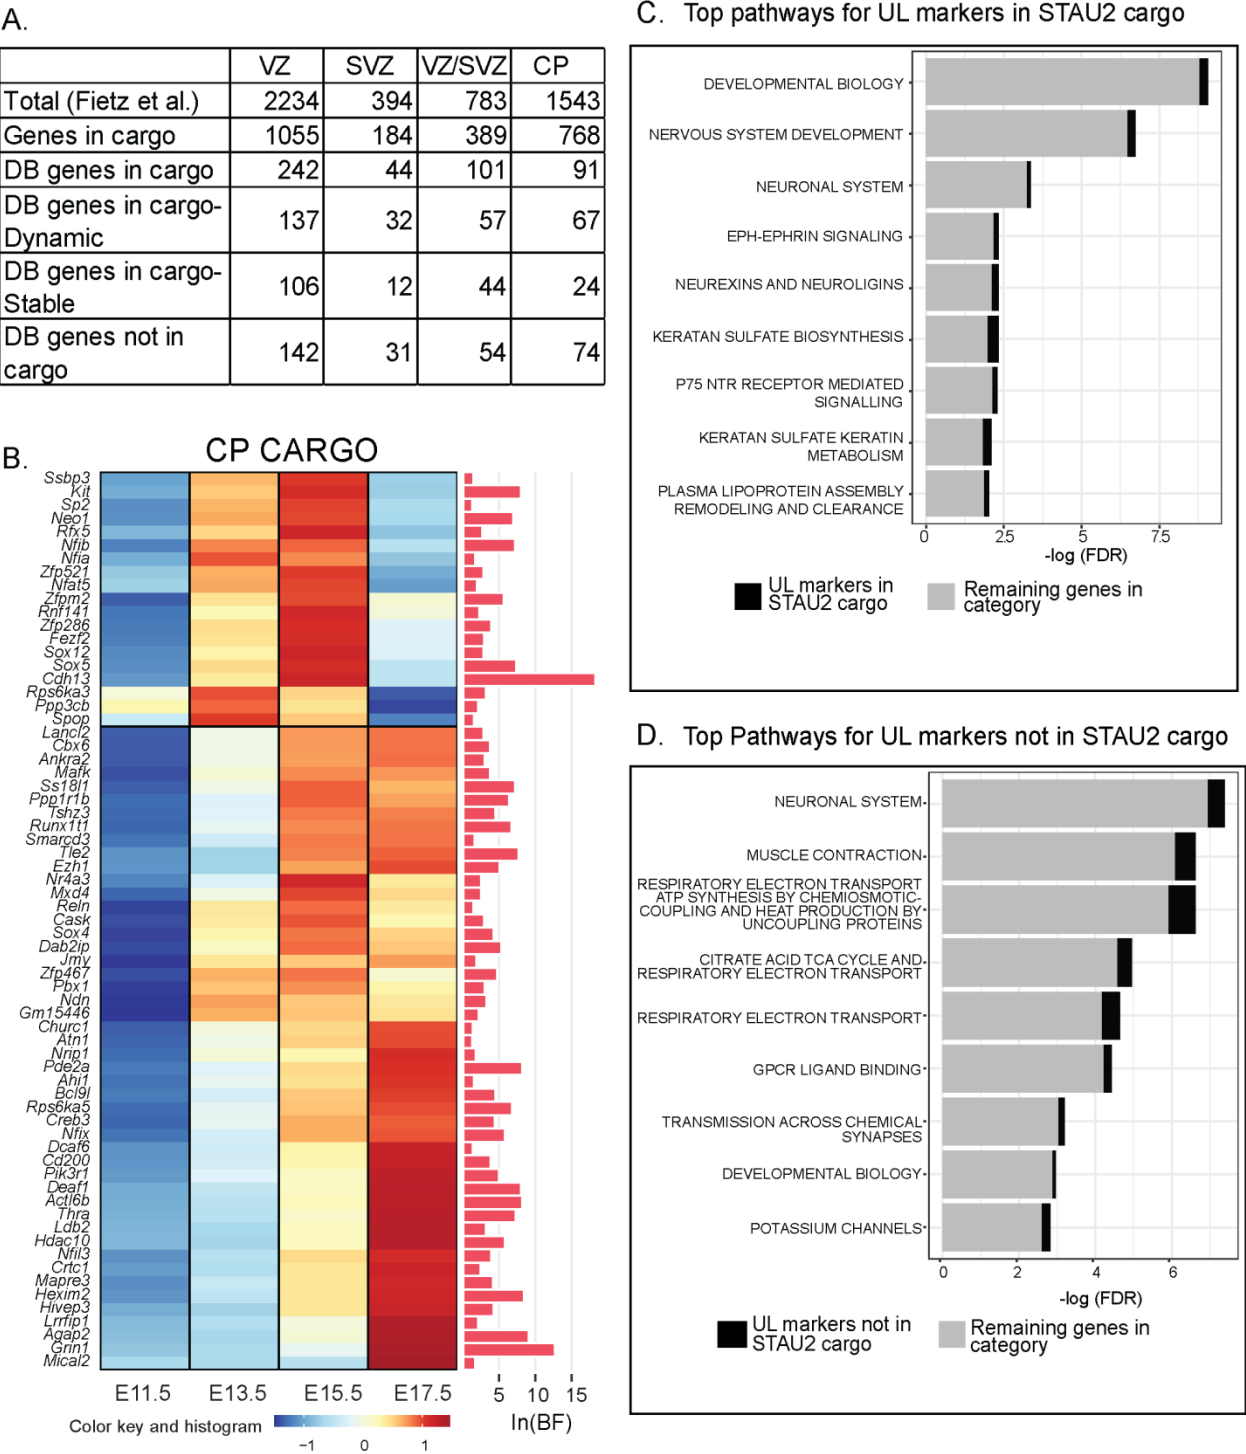 A.
VZ SVZ VZ/SVZ CP
Total (Fietz et al.) 2234 394 783 1543
Genes in cargo 1055 184 389 768
DB genes in cargo 242 44 101 91
DB genes in cargo-
Dynamic 137 32 57 67
DB genes in cargo-
Stable 106 12 44 24
DB genes not in
cargo 142 31 54 74
B.
CP CARGO
Ssbp3
Kit
Sp2
Neo1
Rfx5
Nfib
Nfia
Zfp521
Nfat5
Zfpm2
Rnf141
Zfp286
Fezf2
Sox12
Sox5
Cdh13
Rps6ka3
Ppp3cb
Spop
Lancl2
Cbx6
Ankra2
Mafk
Ss18l1
Ppp1r1b
Tshz3
Runx1t1
Smarcd3
Tle2
Ezh1
Nr4a3
Mxd4
Reln
Cask
Sox4
Dab2ip
Jmy
Zfp467
Pbx1
Ndn
Gm15446
Churc1
Atn1
Nrip1
Pde2a
Ahi1
Bcl9l
Rps6ka5
Creb3
Nfix
Dcaf6
Cd200
Pik3r1
Deaf1
Actl6b
Thra
Ldb2
Hdac10
Nfil3
Crtc1
Mapre3
Hexim2
Hivep3
Lrrfip1
Agap2
Grin1
Mical2
E11.5 E13.5 E15.5 E17.5
5 10 15
ln(BF)
Color key and histogram
−1 0 1
C. Top pathways for UL markers in STAU2 cargo
DEVELOPMENTAL BIOLOGY
NERVOUS SYSTEM DEVELOPMENT
NEURONAL SYSTEM
EPH-EPHRIN SIGNALING
NEUREXINS AND NEUROLIGINS
KERATAN SULFATE BIOSYNTHESIS
P75 NTR RECEPTOR MEDIATED
SIGNALLING
KERATAN SULFATE KERATIN
METABOLISM
PLASMA LIPOPROTEIN ASSEMBLY
REMODELING AND CLEARANCE
0 2.5 5 7.5
-log (FDR)
UL markers in
STAU2 cargo
Remaining genes in
category
D. Top Pathways for UL markers not in STAU2 cargo
NEURONAL SYSTEM
MUSCLE CONTRACTION
RESPIRATORY ELECTRON TRANSPORT
ATP SYNTHESIS BY CHEMIOSMOTIC-
COUPLING AND HEAT PRODUCTION BY
UNCOUPLING PROTEINS
CITRATE ACID TCA CYCLE AND
RESPIRATORY ELECTRON TRANSPORT
RESPIRATORY ELECTRON TRANSPORT
GPCR LIGAND BINDING
TRANSMISSION ACROSS CHEMICAL
SYNAPSES
DEVELOPMENTAL BIOLOGY
POTASSIUM CHANNELS
0 2 4 6
-log (FDR)
UL markers not in
STAU2 cargo
Remaining genes in
category